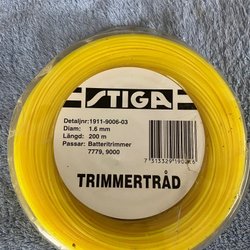 STIGA
Detaljnr:1911-9006-03
Diam: 1.6 mm
Längd: 200 m
Passar: Batteritrimmer
7779, 9000
TRIMMERTRÅD